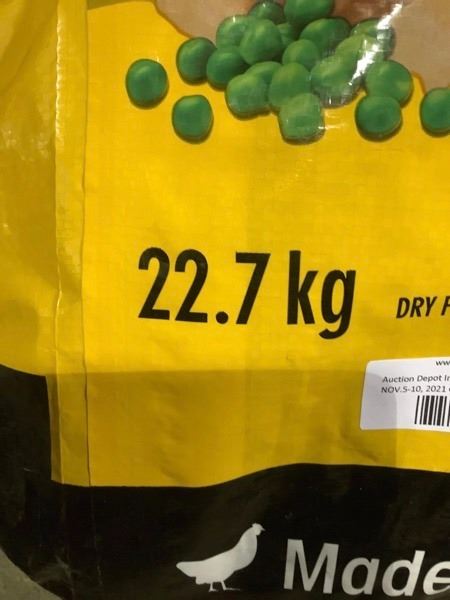 22.7 kg
DRY
Auction Depot
NOV.5-10, 2021
Made